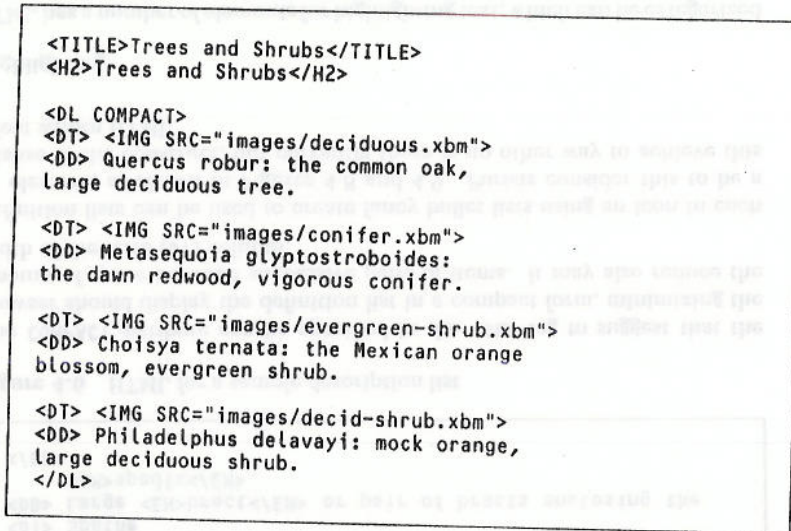 <TITLE>Trees and Shrubs</TITLE>
<H2>Trees and Shrubs</H2>
<DL COMPACT>
<DT> <IMG SRC="images/deciduous.xbm">
<DD> Quercus robur: the common oak,
large deciduous tree.
<DT> <IMG SRC="images/conifer.xbm">
<DD> Metasequoia glyptostroboides:
the dawn redwood, vigorous conifer.
<DT> <IMG SRC="images/evergreen-shrub.xbm">
<DD> Choisya ternata: the Mexican orange
blossom, evergreen shrub.
<DT> <IMG SRC="images/decid-shrub.xbm">
<DD> Philadelphus delavayi: mock orange,
large deciduous shrub.
</DL>